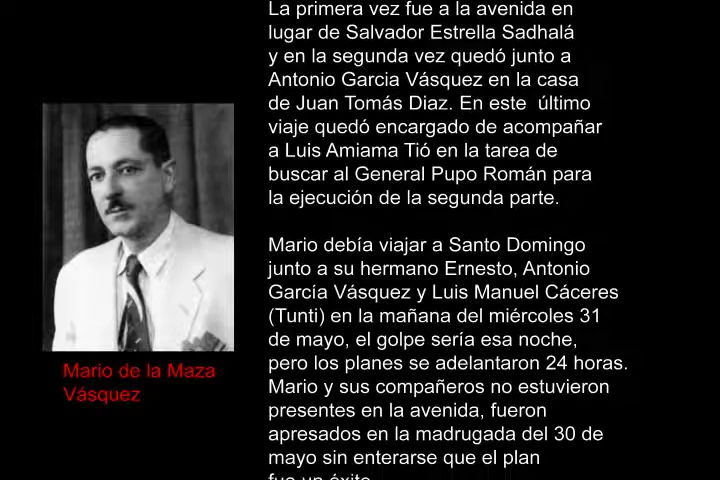 La primera vez fue a la avenida en
lugar de Salvador Estrella Sadhalá
y en la segunda vez quedó junto a
Antonio Garcia Vásquez en la casa
de Juan Tomás Diaz. En este último
viaje quedó encargado de acompañar
a Luis Amiama Tió en la tarea de
buscar al General Pupo Román para
la ejecución de la segunda parte.
Mario debía viajar a Santo Domingo
junto a su hermano Ernesto, Antonio
García Vásquez y Luis Manuel Cáceres
(Tunti) en la mañana del miércoles 31
de mayo, el golpe sería esa noche,
pero los planes se adelantaron 24 horas.
Mario y sus compañeros no estuvieron
presentes en la avenida, fueron
apresados en la madrugada del 30 de
mayo sin enterarse que el plan
fue un éxito
Mario de la Maza
Vásquez